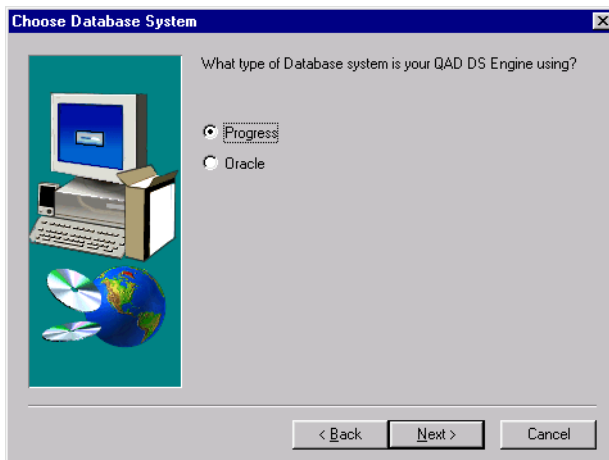 Choose Database System
What type of Database system is your QAD DS Engine using?
Progress
Oracle
< Back
Next >
Cancel